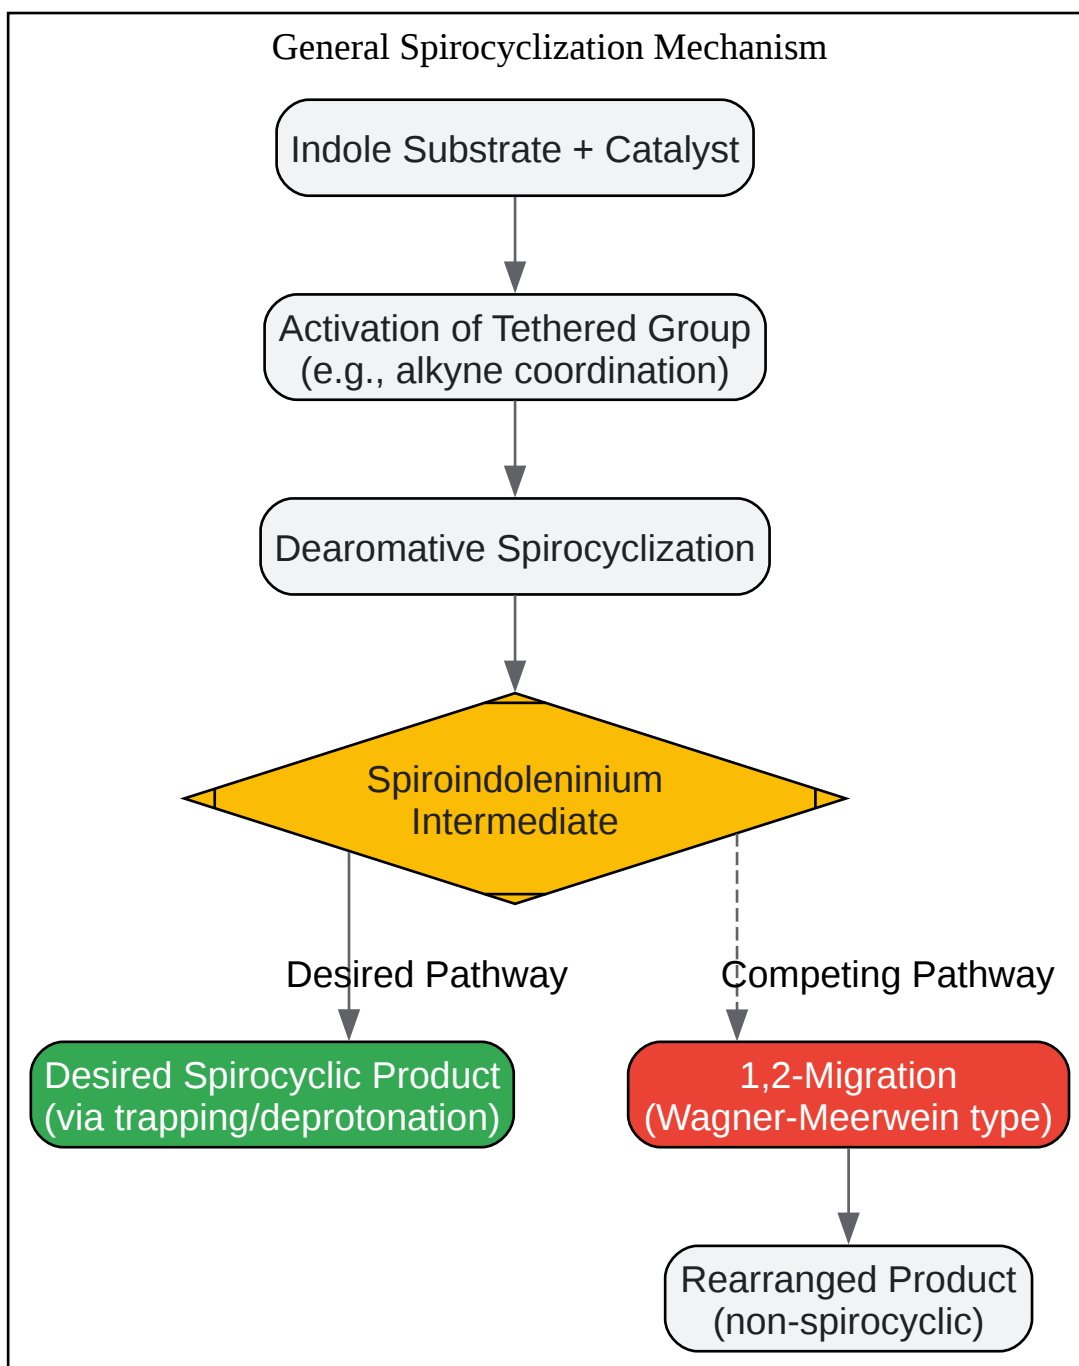 General Spirocyclization Mechanism
Indole Substrate + Catalyst
Activation of Tethered Group
(e.g., alkyne coordination)
Dearomative Spirocyclization
Spiroindoleninium
Intermediate
Desired Pathway
Competing Pathway
Desired Spirocyclic Product
(via trapping/deprotonation)
1,2-Migration
(Wagner-Meerwein type)
Rearranged Product
(non-spirocyclic)